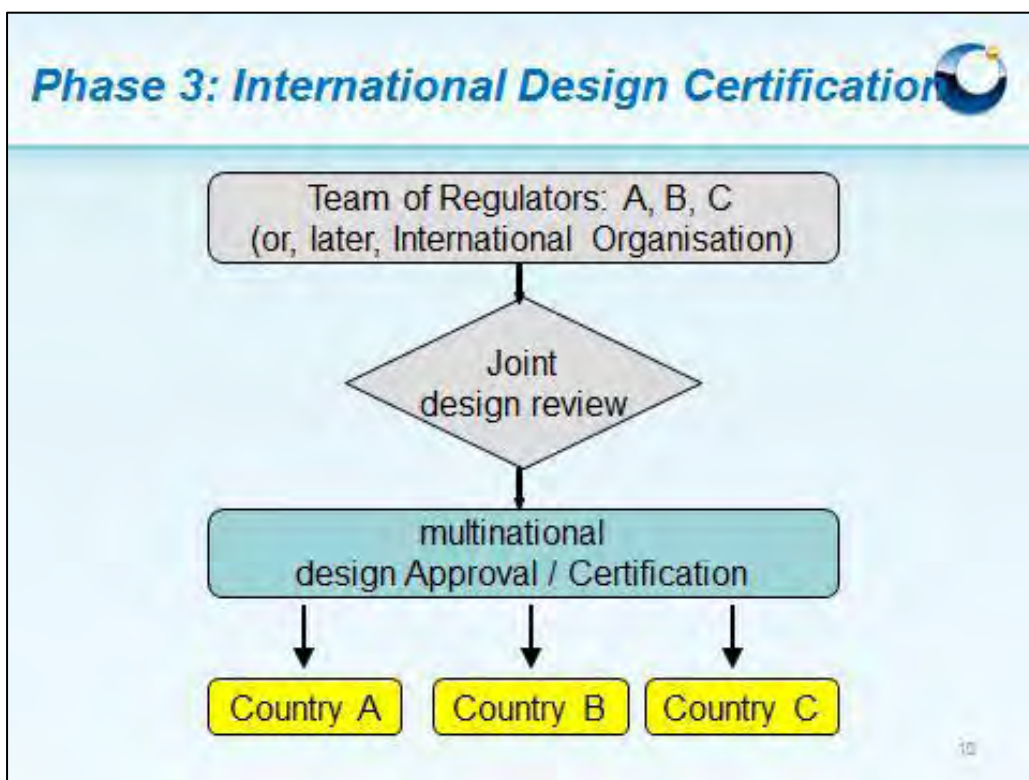 Phase 3: International Design Certification
Team of Regulators: A, B, C
(or, later, International Organisation)
Joint
design review
multinational
design Approval / Certification
Country A
Country B
Country C